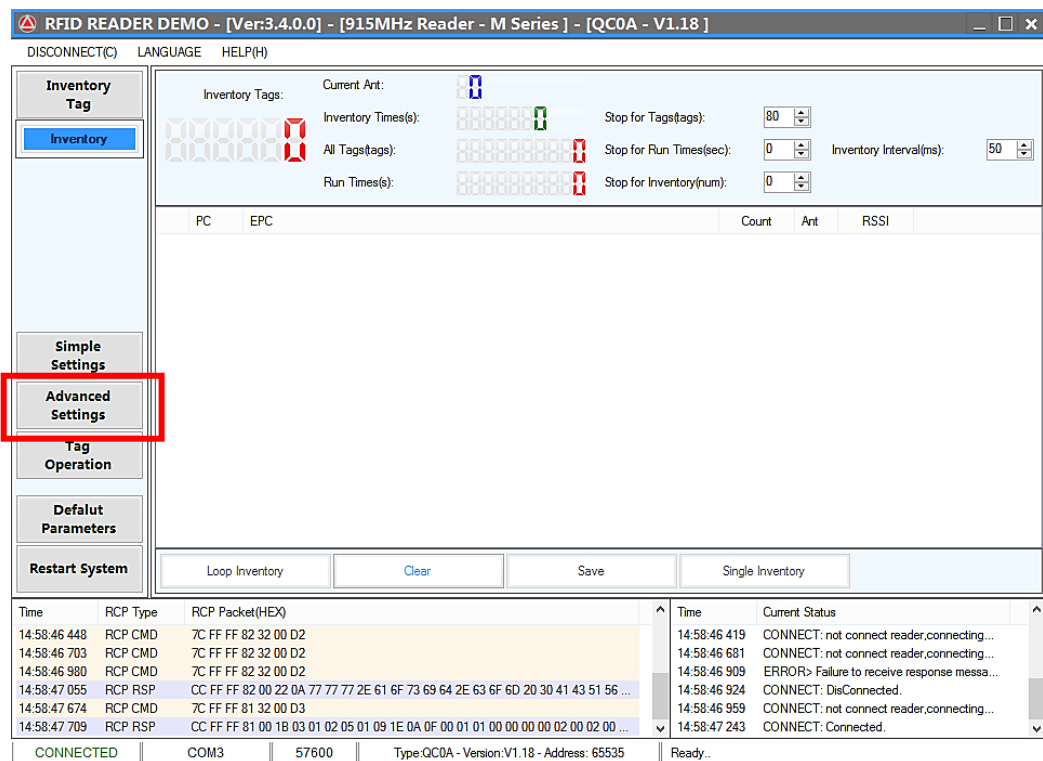 RFID READER DEMO - [Ver:3.4.0.0] - [915MHz Reader - M Series ] - [QC0A - V1.18 ]
DISCONNECT(C) LANGUAGE HELP(H)
Inventory
Tag
Inventory
Simple
Settings
Advanced
Settings
Tag
Operation
Defalut
Parameters
Restart System
Inventory Tags:
0
Current Ant: 0
Inventory Times(s): 0 Stop for Tags(tags): 80
All Tags(tags): 0 Stop for Run Times(sec): 0 Inventory Interval(ms): 50
Run Times(s): 0 Stop for Inventory(num): 0
PC EPC Count Ant RSSI
Loop Inventory Clear Save Single Inventory
Time RCP Type RCP Packet(HEX)
14:58:46 448 RCP CMD 7C FF FF 82 32 00 D2
14:58:46 703 RCP CMD 7C FF FF 82 32 00 D2
14:58:46 980 RCP CMD 7C FF FF 82 32 00 D2
14:58:47 055 RCP RSP CC FF FF 82 00 22 0A 77 77 77 2E 61 6F 73 69 64 2E 63 6F 6D 20 30 41 43 51 56 ...
14:58:47 674 RCP CMD 7C FF FF 81 32 00 D3
14:58:47 709 RCP RSP CC FF FF 81 00 1B 03 01 02 05 01 09 1E 0A 0F 00 01 01 00 00 00 00 02 00 02 00 ...
Time Current Status
14:58:46 419 CONNECT: not connect reader,connecting...
14:58:46 681 CONNECT: not connect reader,connecting...
14:58:46 909 ERROR> Failure to receive response messa...
14:58:46 924 CONNECT: DisConnected.
14:58:46 959 CONNECT: not connect reader,connecting...
14:58:47 243 CONNECT: Connected.
CONNECTED COM3 57600 Type:QC0A - Version:V1.18 - Address: 65535 Ready..